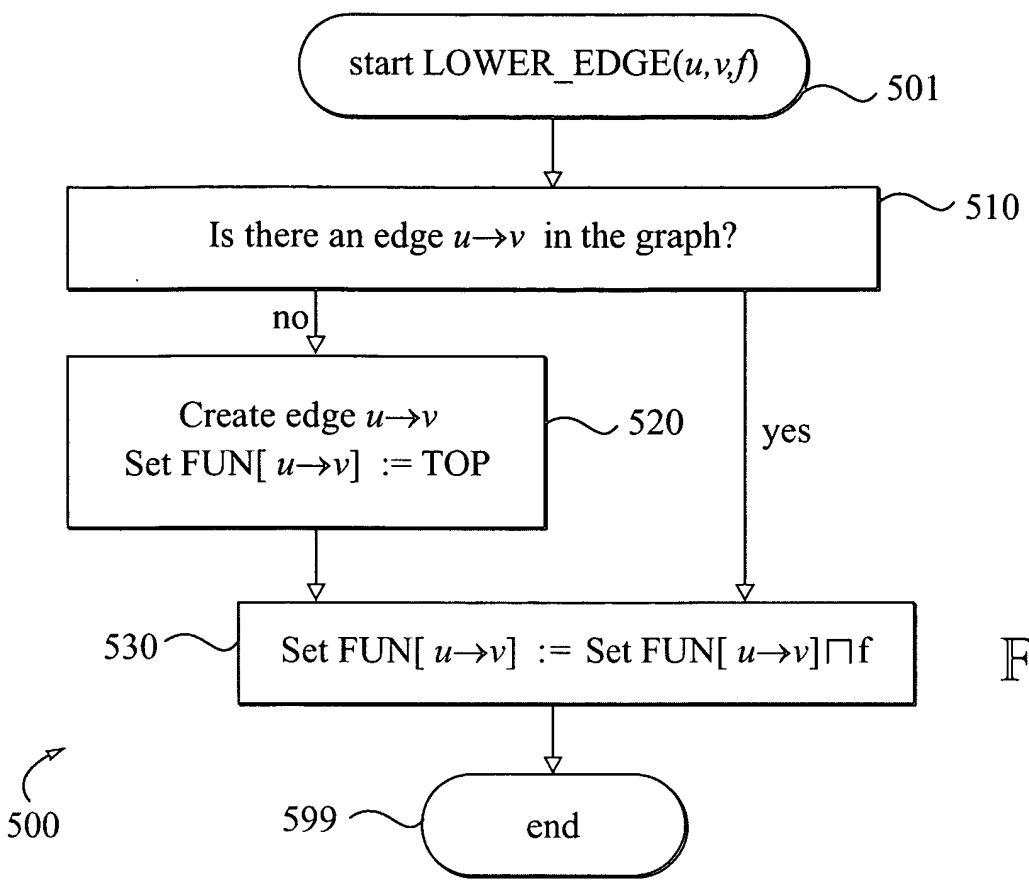 start LOWER_EDGE(u,v,f)
501
Is there an edge u→v in the graph?
510
no
yes
Create edge u→v
Set FUN[ u→v] := TOP
520
530
Set FUN[ u→v] := Set FUN[ u→v]⊓f
𝔽
500
599
end